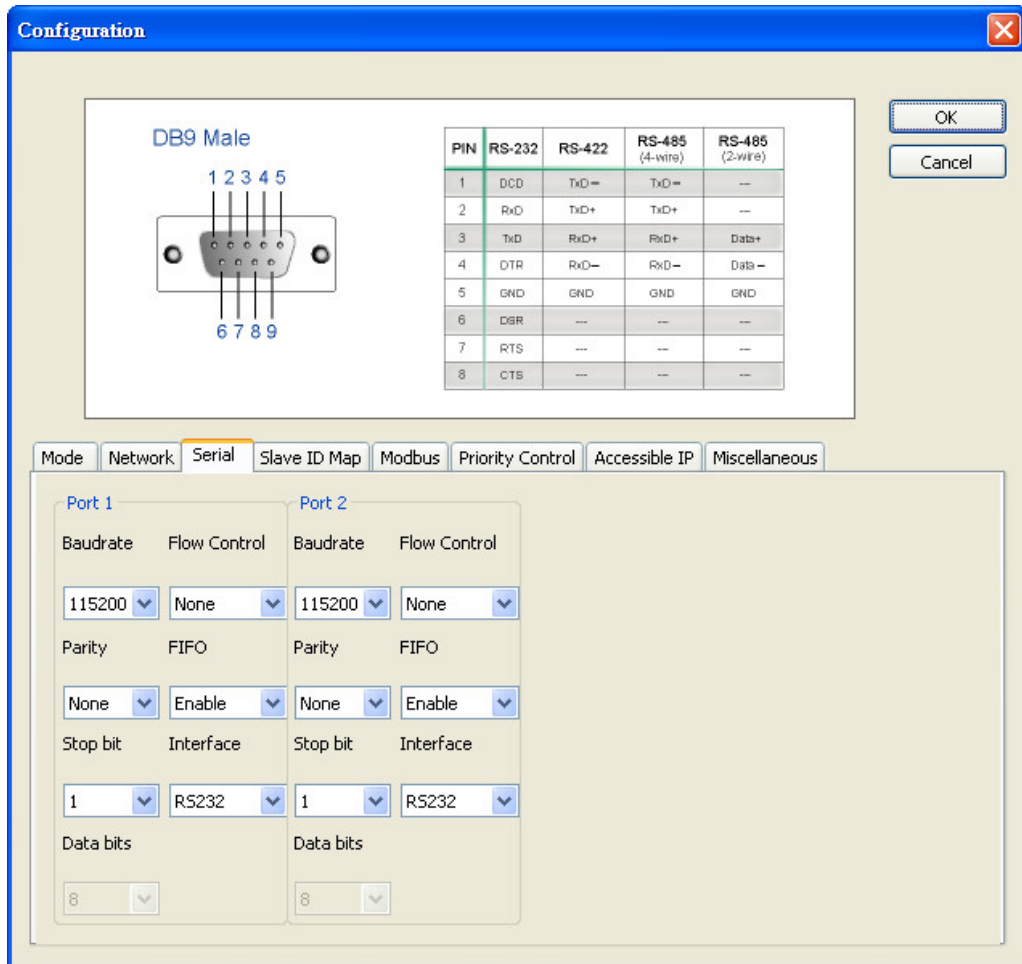 Configuration
OK
Cancel
DB9 Male
1 2 3 4 5
6 7 8 9
PIN RS-232 RS-422 RS-485 (4-wire) RS-485 (2-wire)
1 DCD TxD− TxD− ---
2 RxD TxD+ TxD+ ---
3 TxD RxD+ RxD+ Data+
4 DTR RxD− RxD− Data −
5 GND GND GND GND
6 DSR --- --- ---
7 RTS --- --- ---
8 CTS --- --- ---
Mode Network Serial Slave ID Map Modbus Priority Control Accessible IP Miscellaneous
Port 1 Port 2
Baudrate Flow Control Baudrate Flow Control
115200 None 115200 None
Parity FIFO Parity FIFO
None Enable None Enable
Stop bit Interface Stop bit Interface
1 RS232 1 RS232
Data bits Data bits
8 8